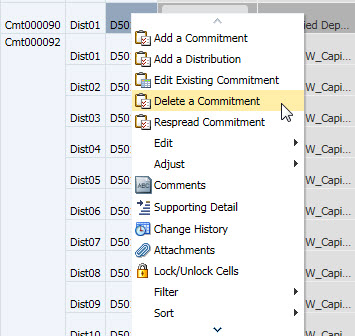 Cmt000090 Dist01 D50 ied Dep...
Cmt000092
Dist01 D50 W_Capi...
Dist02 D50 W_Capi...
Dist03 D50 W_Capi...
Dist04 D50 W_Capi...
Dist05 D50 W_Capi...
Dist06 D50 W_Capi...
Dist07 D50 W_Capi...
Dist08 D50 W_Capi...
Dist09 D50 W_Capi...
Dist10 D50 W_Capi...
Add a Commitment
Add a Distribution
Edit Existing Commitment
Delete a Commitment
Respread Commitment
Edit
Adjust
Comments
Supporting Detail
Change History
Attachments
Lock/Unlock Cells
Filter
Sort